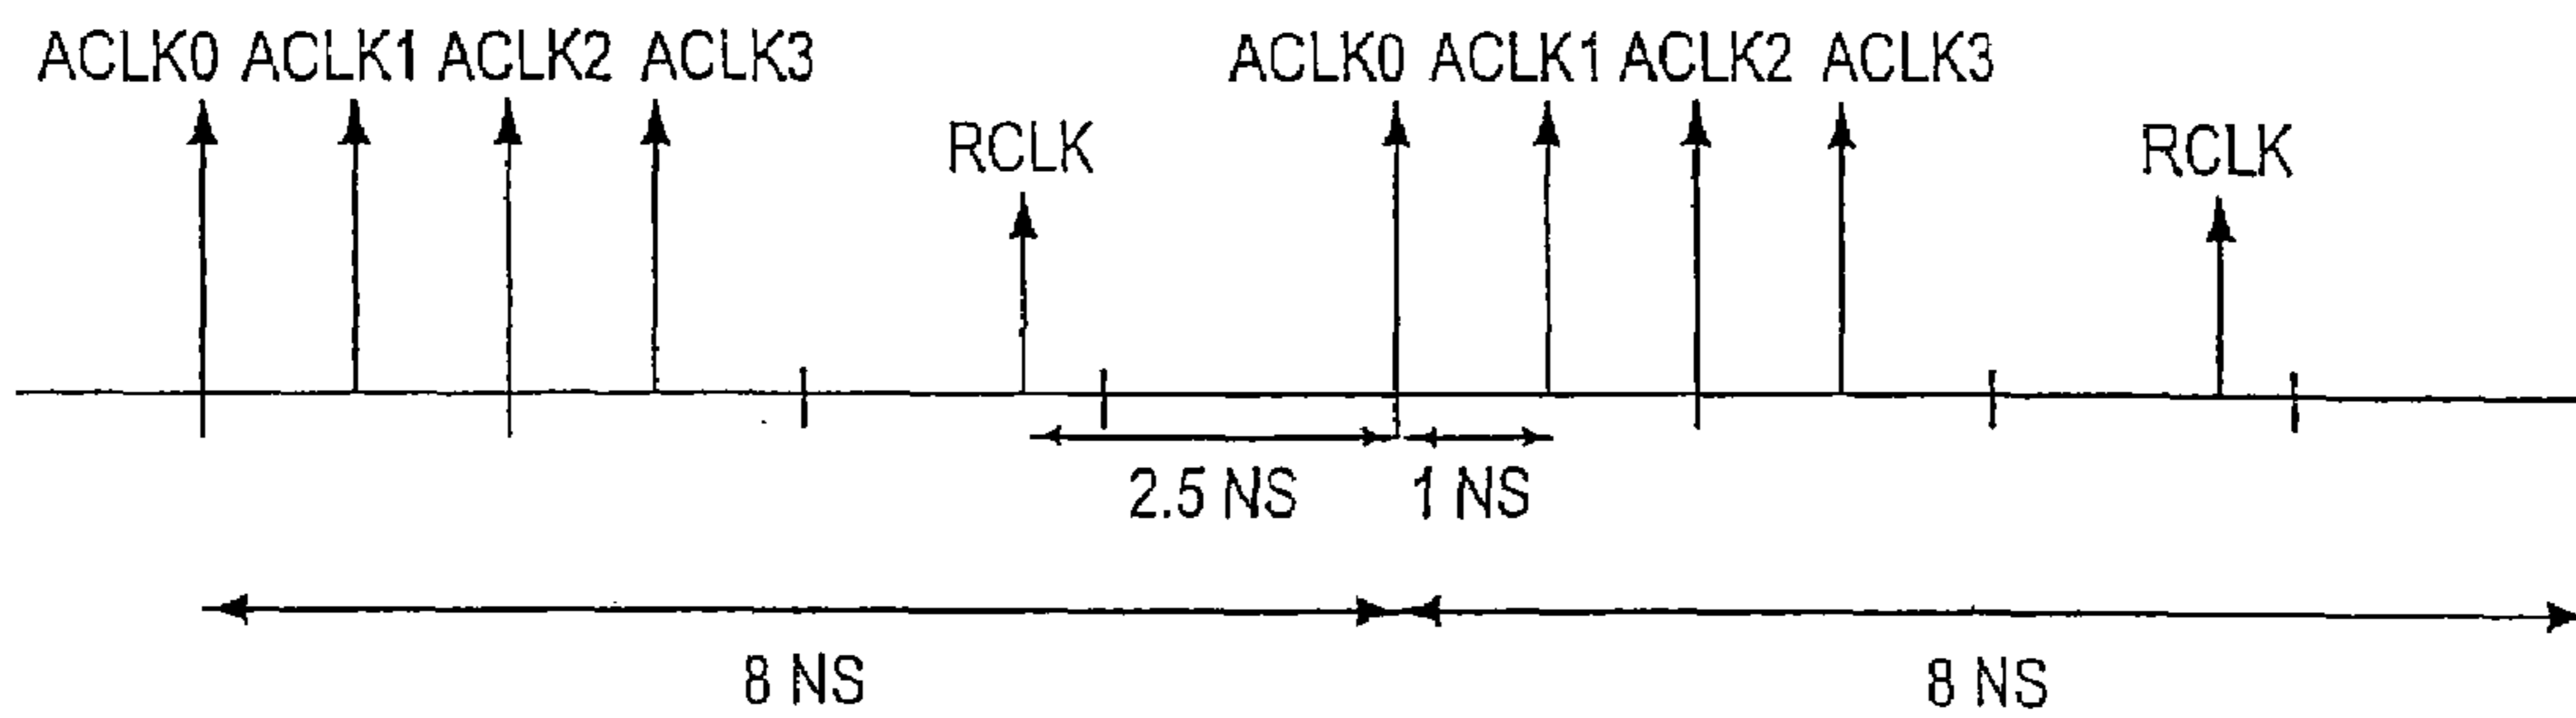 ACLK0 ACLK1 ACLK2 ACLK3 ACLK0 ACLK1 ACLK2 ACLK3
RCLK RCLK
2.5 NS 1 NS
8 NS 8 NS